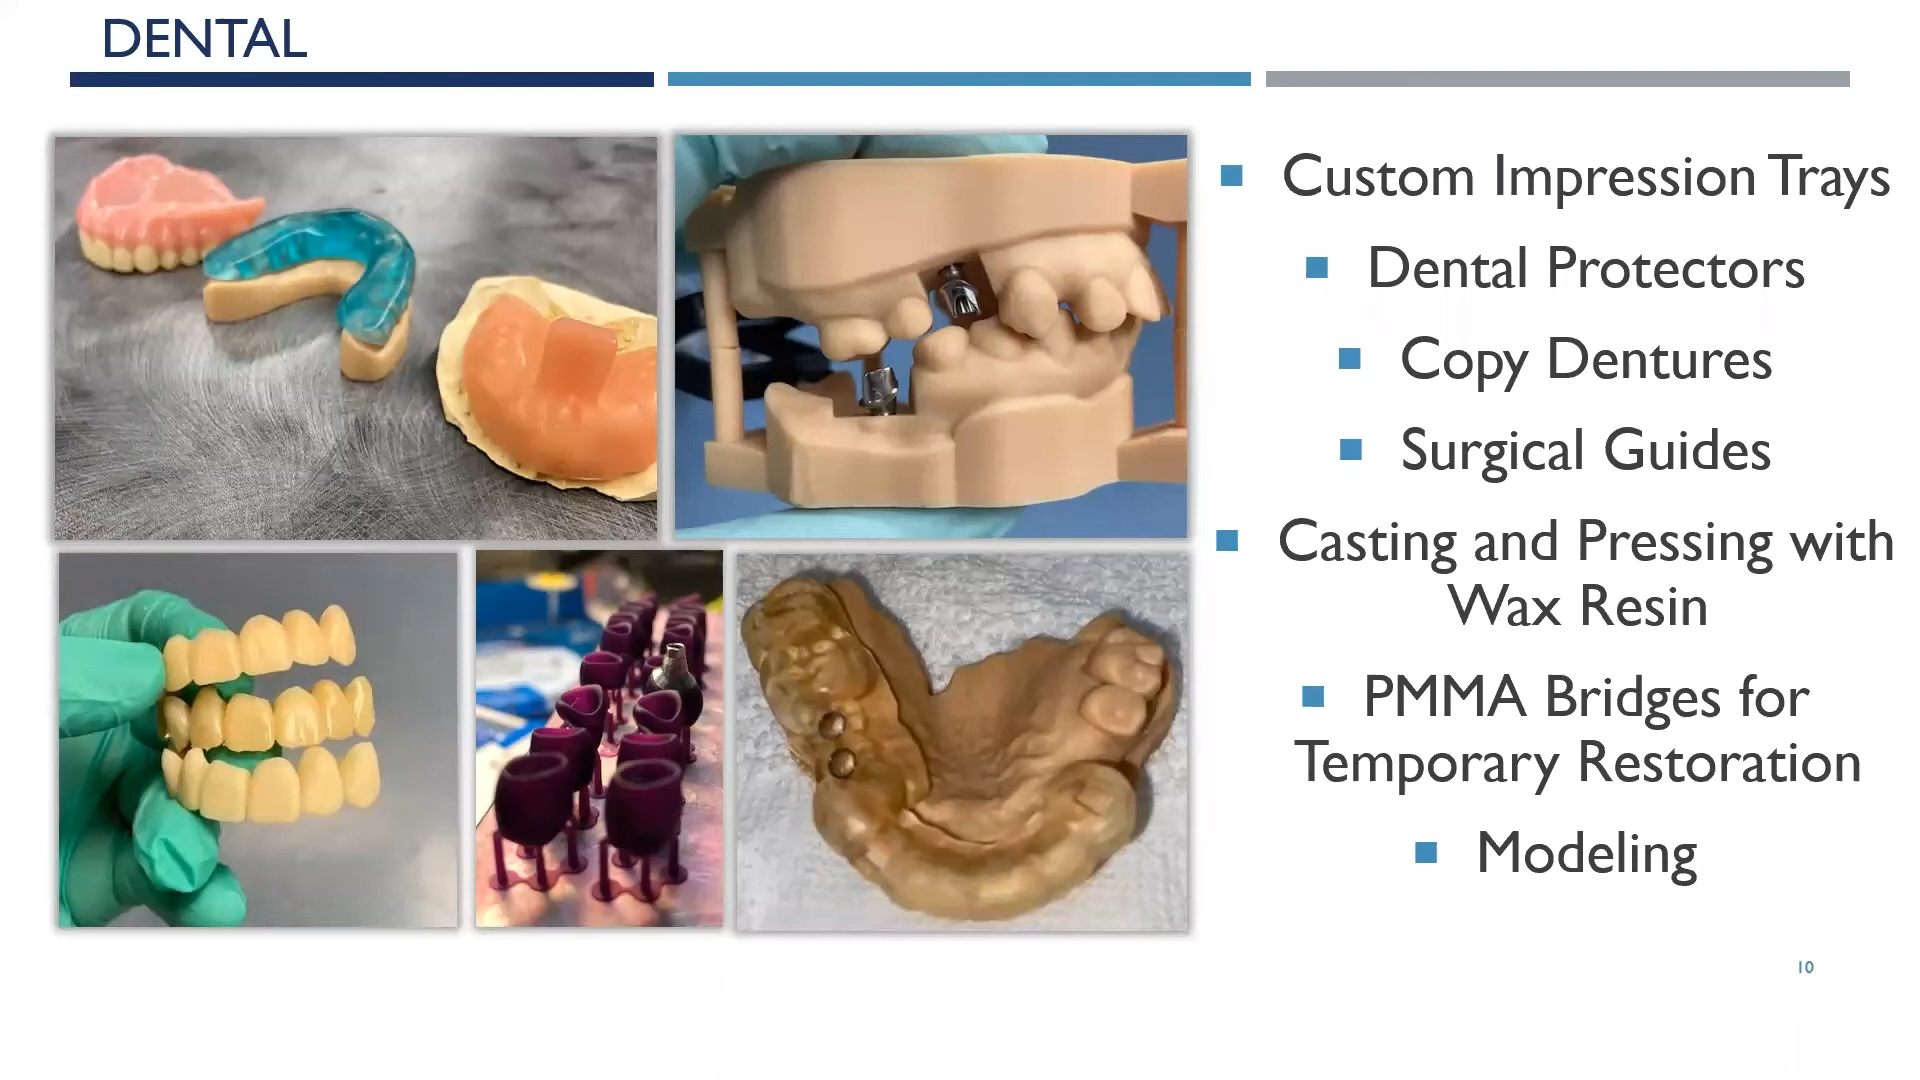 DENTAL
Custom Impression Trays
Dental Protectors
Copy Dentures
Surgical Guides
Casting and Pressing with
Wax Resin
PMMA Bridges for
Temporary Restoration
Modeling
10